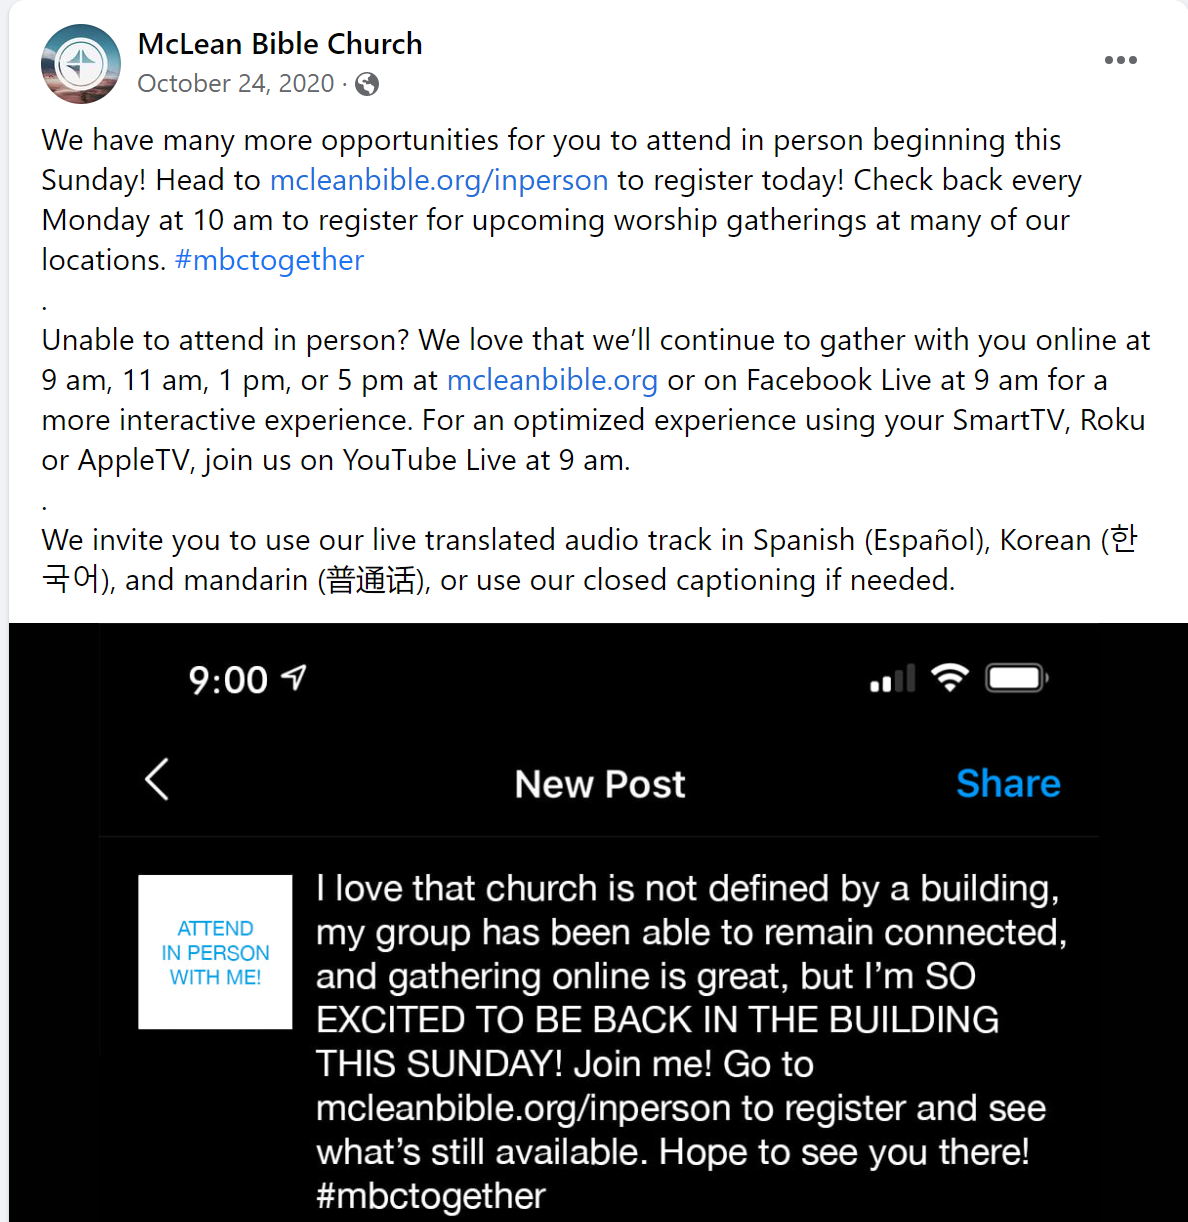 McLean Bible Church
October 24, 2020 ·
We have many more opportunities for you to attend in person beginning this
Sunday! Head to mcleanbible.org/inperson to register today! Check back every
Monday at 10 am to register for upcoming worship gatherings at many of our
locations. #mbctogether
.
Unable to attend in person? We love that we’ll continue to gather with you online at
9 am, 11 am, 1 pm, or 5 pm at mcleanbible.org or on Facebook Live at 9 am for a
more interactive experience. For an optimized experience using your SmartTV, Roku
or AppleTV, join us on YouTube Live at 9 am.
.
We invite you to use our live translated audio track in Spanish (Español), Korean (한
국어), and mandarin (普通话), or use our closed captioning if needed.
9:00
New Post
Share
ATTEND
IN PERSON
WITH ME!
I love that church is not defined by a building,
my group has been able to remain connected,
and gathering online is great, but I’m SO
EXCITED TO BE BACK IN THE BUILDING
THIS SUNDAY! Join me! Go to
mcleanbible.org/inperson to register and see
what’s still available. Hope to see you there!
#mbctogether